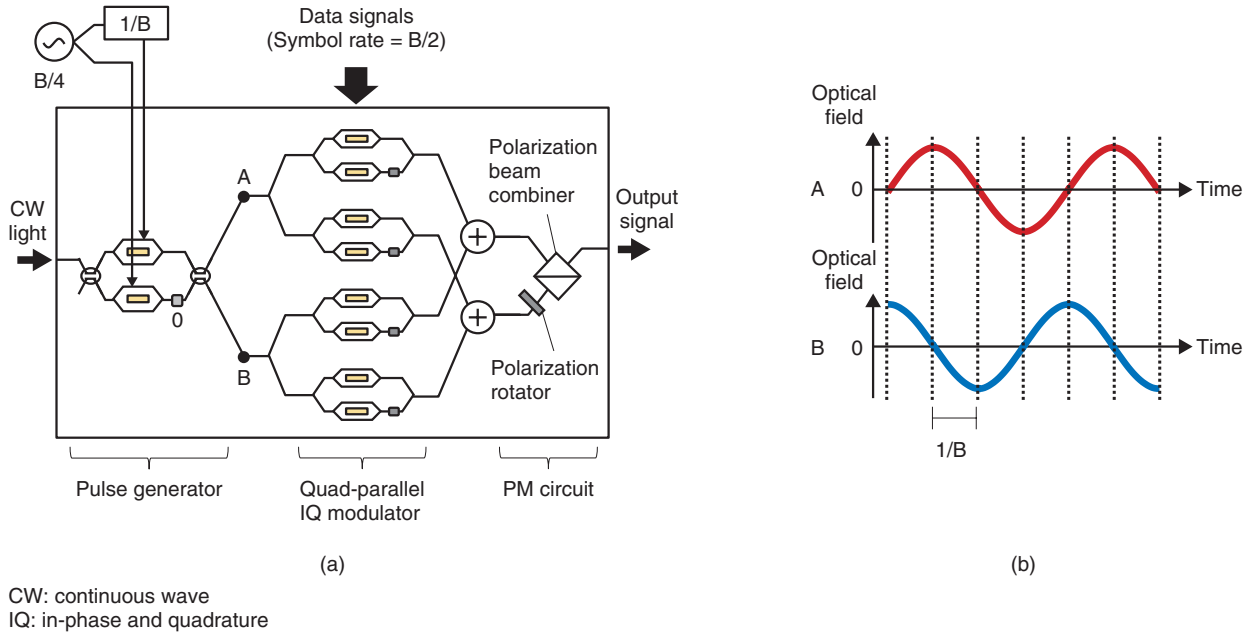 1/B
B/4
Data signals
(Symbol rate = B/2)
CW
light
0
A
B
Polarization
beam
combiner
Output
signal
Polarization
rotator
Pulse generator
Quad-parallel
IQ modulator
PM circuit
(a)
Optical
field
A
0
Time
Optical
field
B
0
Time
1/B
(b)
CW: continuous wave
IQ: in-phase and quadrature